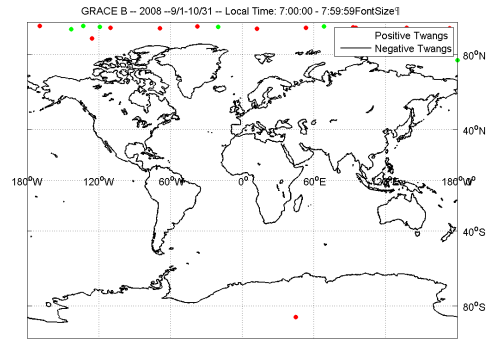 GRACE B -- 2008 --9/1-10/31 -- Local Time: 7:00:00 - 7:59:59FontSize
Positive Twangs
Negative Twangs
80°N
40°N
180°W 120°W 60°W 0° 60°E 180°W
40°S
80°S